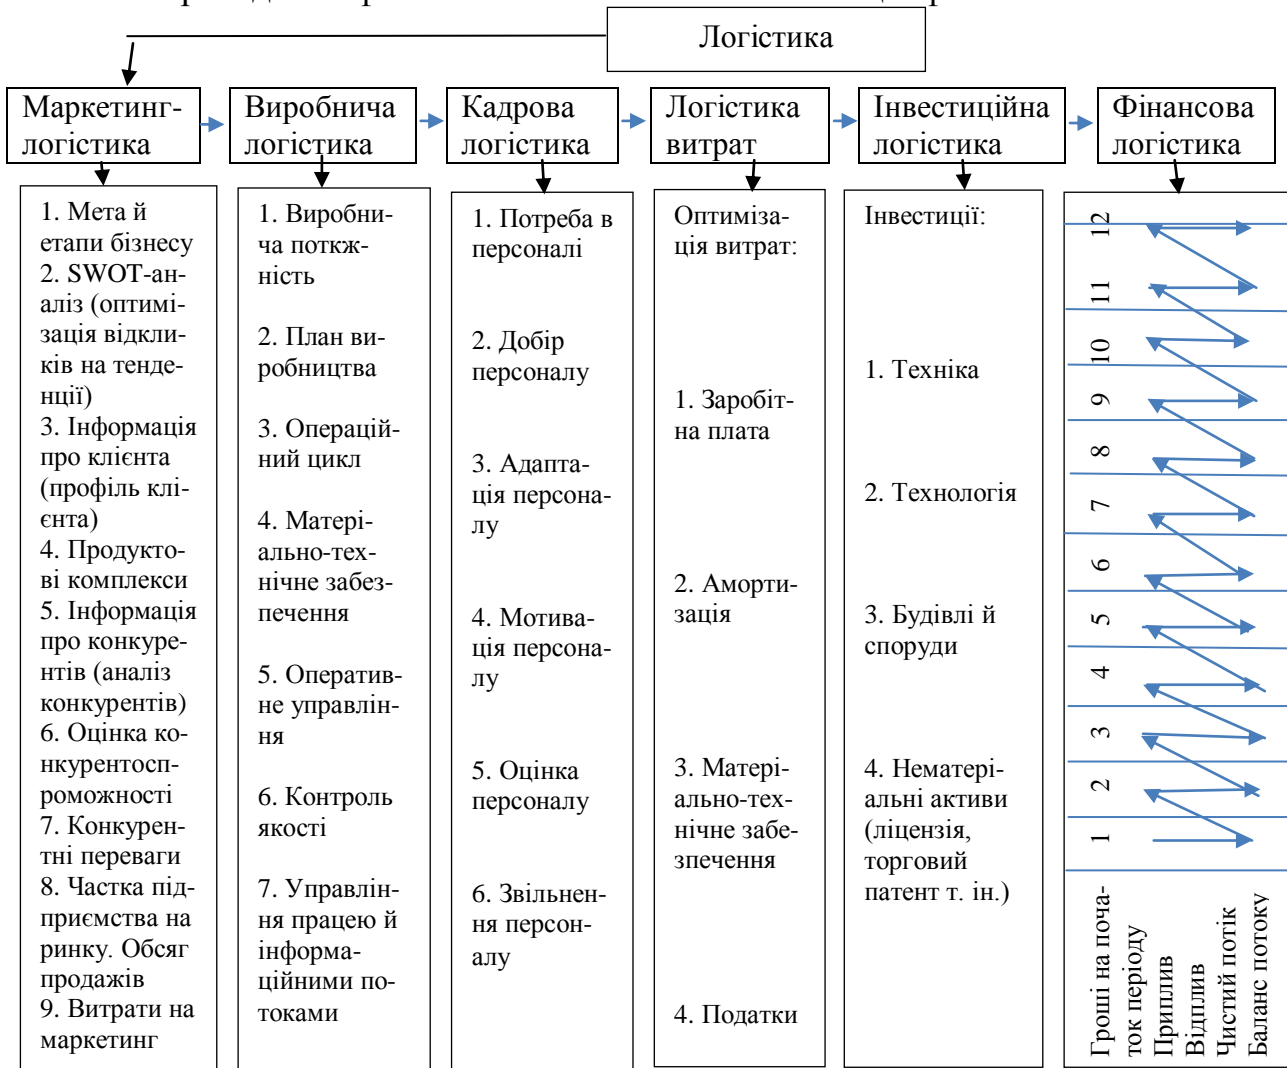 Логістика
Маркетинг-
логістика
Виробнича
логістика
Кадрова
логістика
Логістика
витрат
Інвестиційна
логістика
Фінансова
логістика
1. Мета й
етапи бізнесу
2. SWOT-ан-
аліз (оптимі-
зація відкли-
ків на тенде-
нції)
3. Інформація
про клієнта
(профіль клі-
єнта)
4. Продукто-
ві комплекси
5. Інформація
про конкуре-
нтів (аналіз
конкурентів)
6. Оцінка ко-
нкурентосп-
роможності
7. Конкурен-
тні переваги
8. Частка під-
приємства на
ринку. Обсяг
продажів
9. Витрати на
маркетинг
1. Виробни-
ча поткж-
ність
2. План ви-
робництва
3. Операцій-
ний цикл
4. Матері-
ально-тех-
нічне забез-
печення
5. Оператив-
не управлін-
ня
6. Контроль
якості
7. Управлін-
ня працею й
інформа-
ційними по-
токами
1. Потреба в
персоналі
2. Добір
персоналу
3. Адапта-
ція персона-
лу
4. Мотива-
ція персона-
лу
5. Оцінка
персоналу
6. Звільнен-
ня персон-
алу
Оптиміза-
ція витрат:
1. Заробіт-
на плата
2. Аморти-
зація
3. Матері-
ально-тех-
нічне забе-
зпечення
4. Податки
Інвестиції:
1. Техніка
2. Технологія
3. Будівлі й
споруди
4. Нематері-
альні активи
(ліцензія,
торговий
патент т. ін.)
12
11
10
9
8
7
6
5
4
3
2
1
Гроші на поча-
ток періоду
Приплив
Відплив
Чистий потік
Баланс потоку